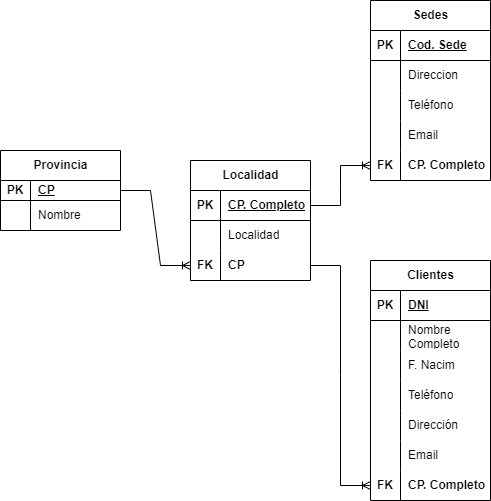 Sedes
PK Cod. Sede
Direccion
Teléfono
Email
FK CP. Completo
Provincia
PK CP
Nombre
Localidad
PK CP. Completo
Localidad
FK CP
Clientes
PK DNI
Nombre
Completo
F. Nacim
Teléfono
Dirección
Email
FK CP. Completo